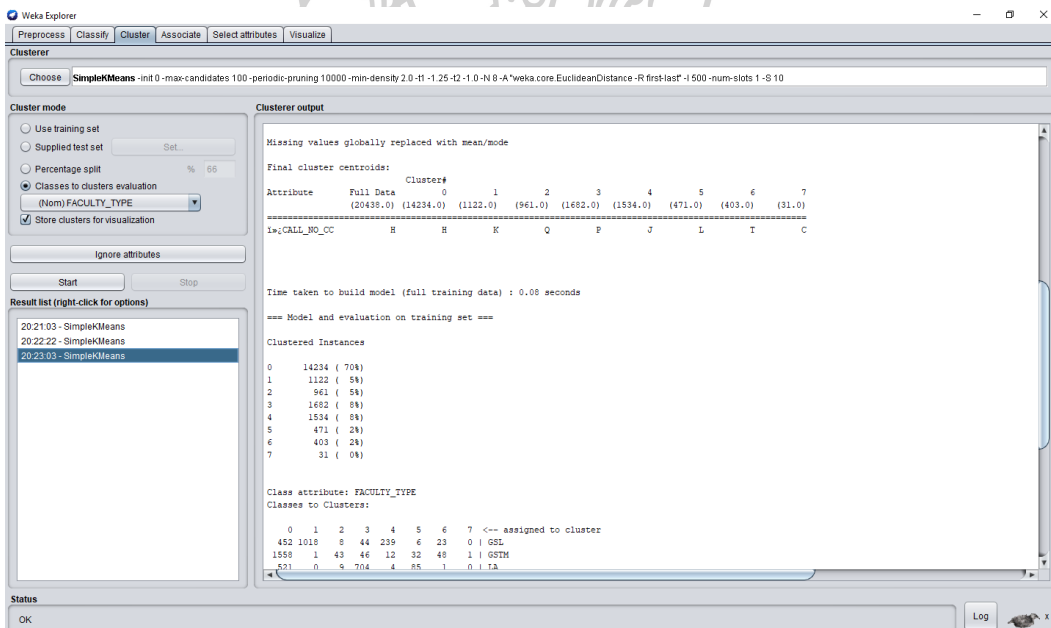 Weka Explorer
Preprocess Classify Cluster Associate Select attributes Visualize
Clusterer
Choose SimpleKMeans -init 0 -max-candidates 100 -periodic-pruning 10000 -min-density 2.0 -t1 -1.25 -t2 -1.0 -N 8 -A "weka.core.EuclideanDistance -R first-last" -I 500 -num-slots 1 -S 10
Cluster mode
Use training set
Supplied test set Set...
Percentage split % 66
Classes to clusters evaluation
(Nom) FACULTY_TYPE
Store clusters for visualization
Ignore attributes
Start Stop
Result list (right-click for options)
20:21:03 - SimpleKMeans
20:22:22 - SimpleKMeans
20:23:03 - SimpleKMeans
Clusterer output
Missing values globally replaced with mean/mode
Final cluster centroids:
Cluster#
Attribute Full Data 0 1 2 3 4 5 6 7
(20438.0) (14234.0) (1122.0) (961.0) (1682.0) (1534.0) (471.0) (403.0) (31.0)
==========================================================================================
ï»¿CALL_NO_CC H H K Q P J L T C
Time taken to build model (full training data) : 0.08 seconds
=== Model and evaluation on training set ===
Clustered Instances
0 14234 ( 70%)
1 1122 ( 5%)
2 961 ( 5%)
3 1682 ( 8%)
4 1534 ( 8%)
5 471 ( 2%)
6 403 ( 2%)
7 31 ( 0%)
Class attribute: FACULTY_TYPE
Classes to Clusters:
0 1 2 3 4 5 6 7 <-- assigned to cluster
452 1018 8 44 239 6 23 0 | GSL
1558 1 43 46 12 32 48 1 | GSTM
521 0 9 704 4 85 1 0 | LA
Status
OK
Log
x